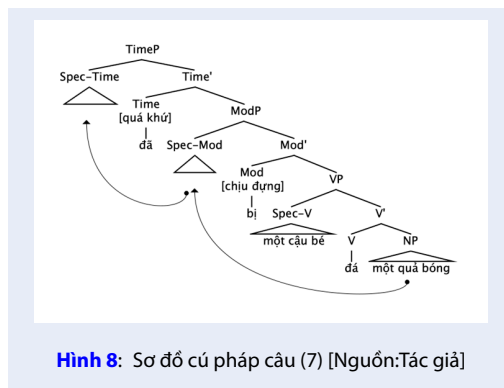 TimeP
Spec-Time Time'
Time ModP
[quá khứ]
đã Spec-Mod Mod'
Mod VP
[chịu đựng]
bị Spec-V V'
một cậu bé V NP
đá một quả bóng
Hình 8: Sơ đồ cú pháp câu (7) [Nguồn:Tác giả]